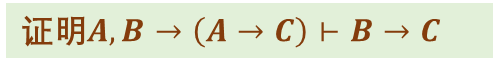 证明A, B → (A → C) ⊢ B → C